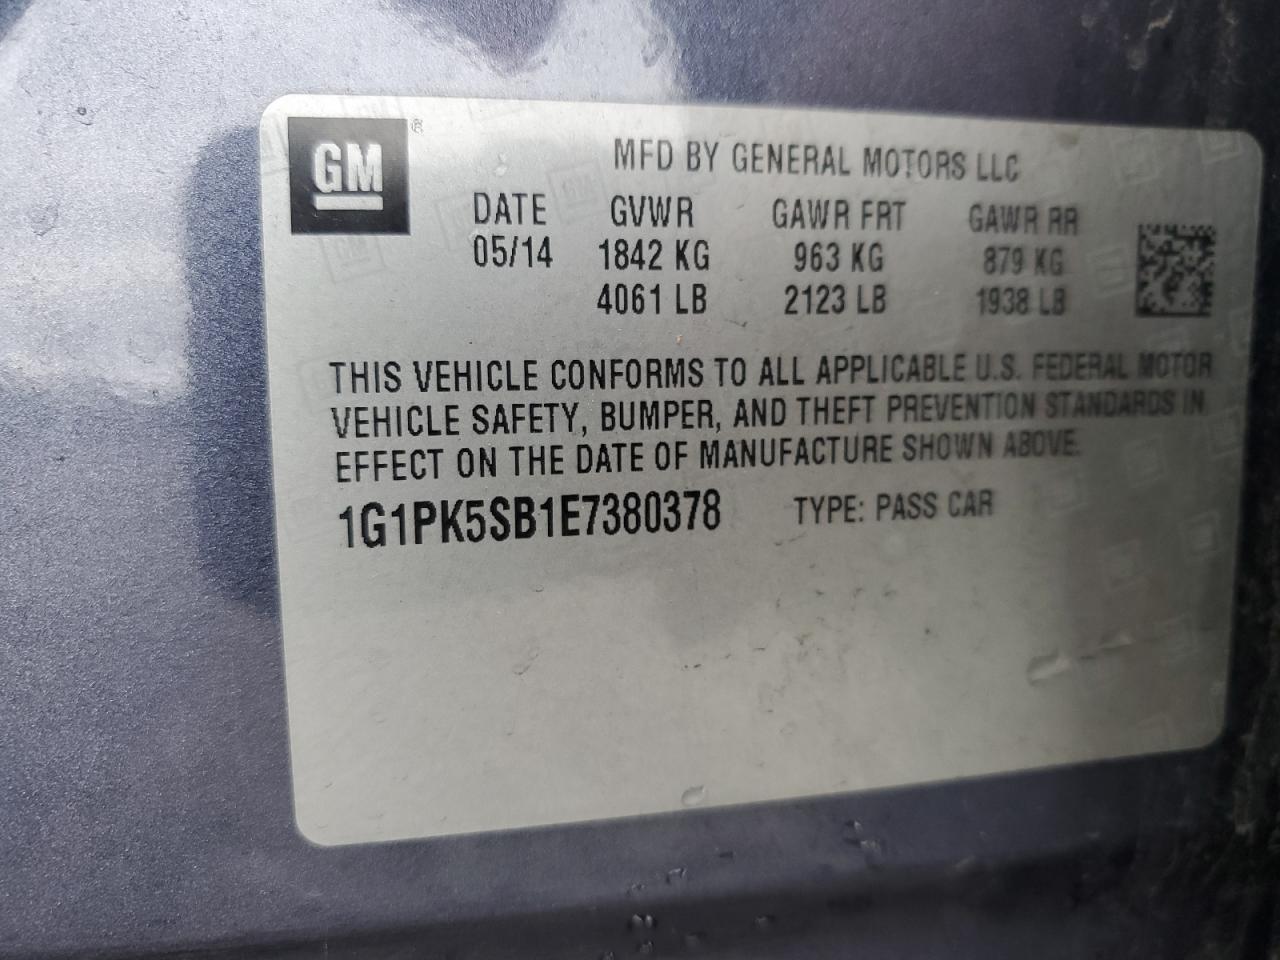 GM ®
MFD BY GENERAL MOTORS LLC
DATE GVWR GAWR FRT GAWR RR
05/14 1842 KG 963 KG 879 KG
4061 LB 2123 LB 1938 LB
THIS VEHICLE CONFORMS TO ALL APPLICABLE U.S. FEDERAL MOTOR
VEHICLE SAFETY, BUMPER, AND THEFT PREVENTION STANDARDS IN
EFFECT ON THE DATE OF MANUFACTURE SHOWN ABOVE.
1G1PK5SB1E7380378 TYPE: PASS CAR